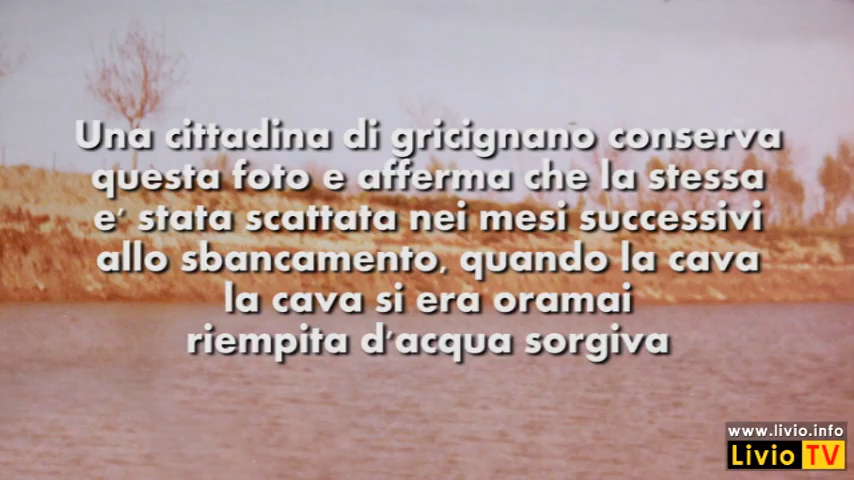 Una cittadina di gricignano conserva
questa foto e afferma che la stessa
e' stata scattata nei mesi successivi
allo sbancamento, quando la cava
la cava si era oramai
riempita d'acqua sorgiva
www.livio.info
Livio TV